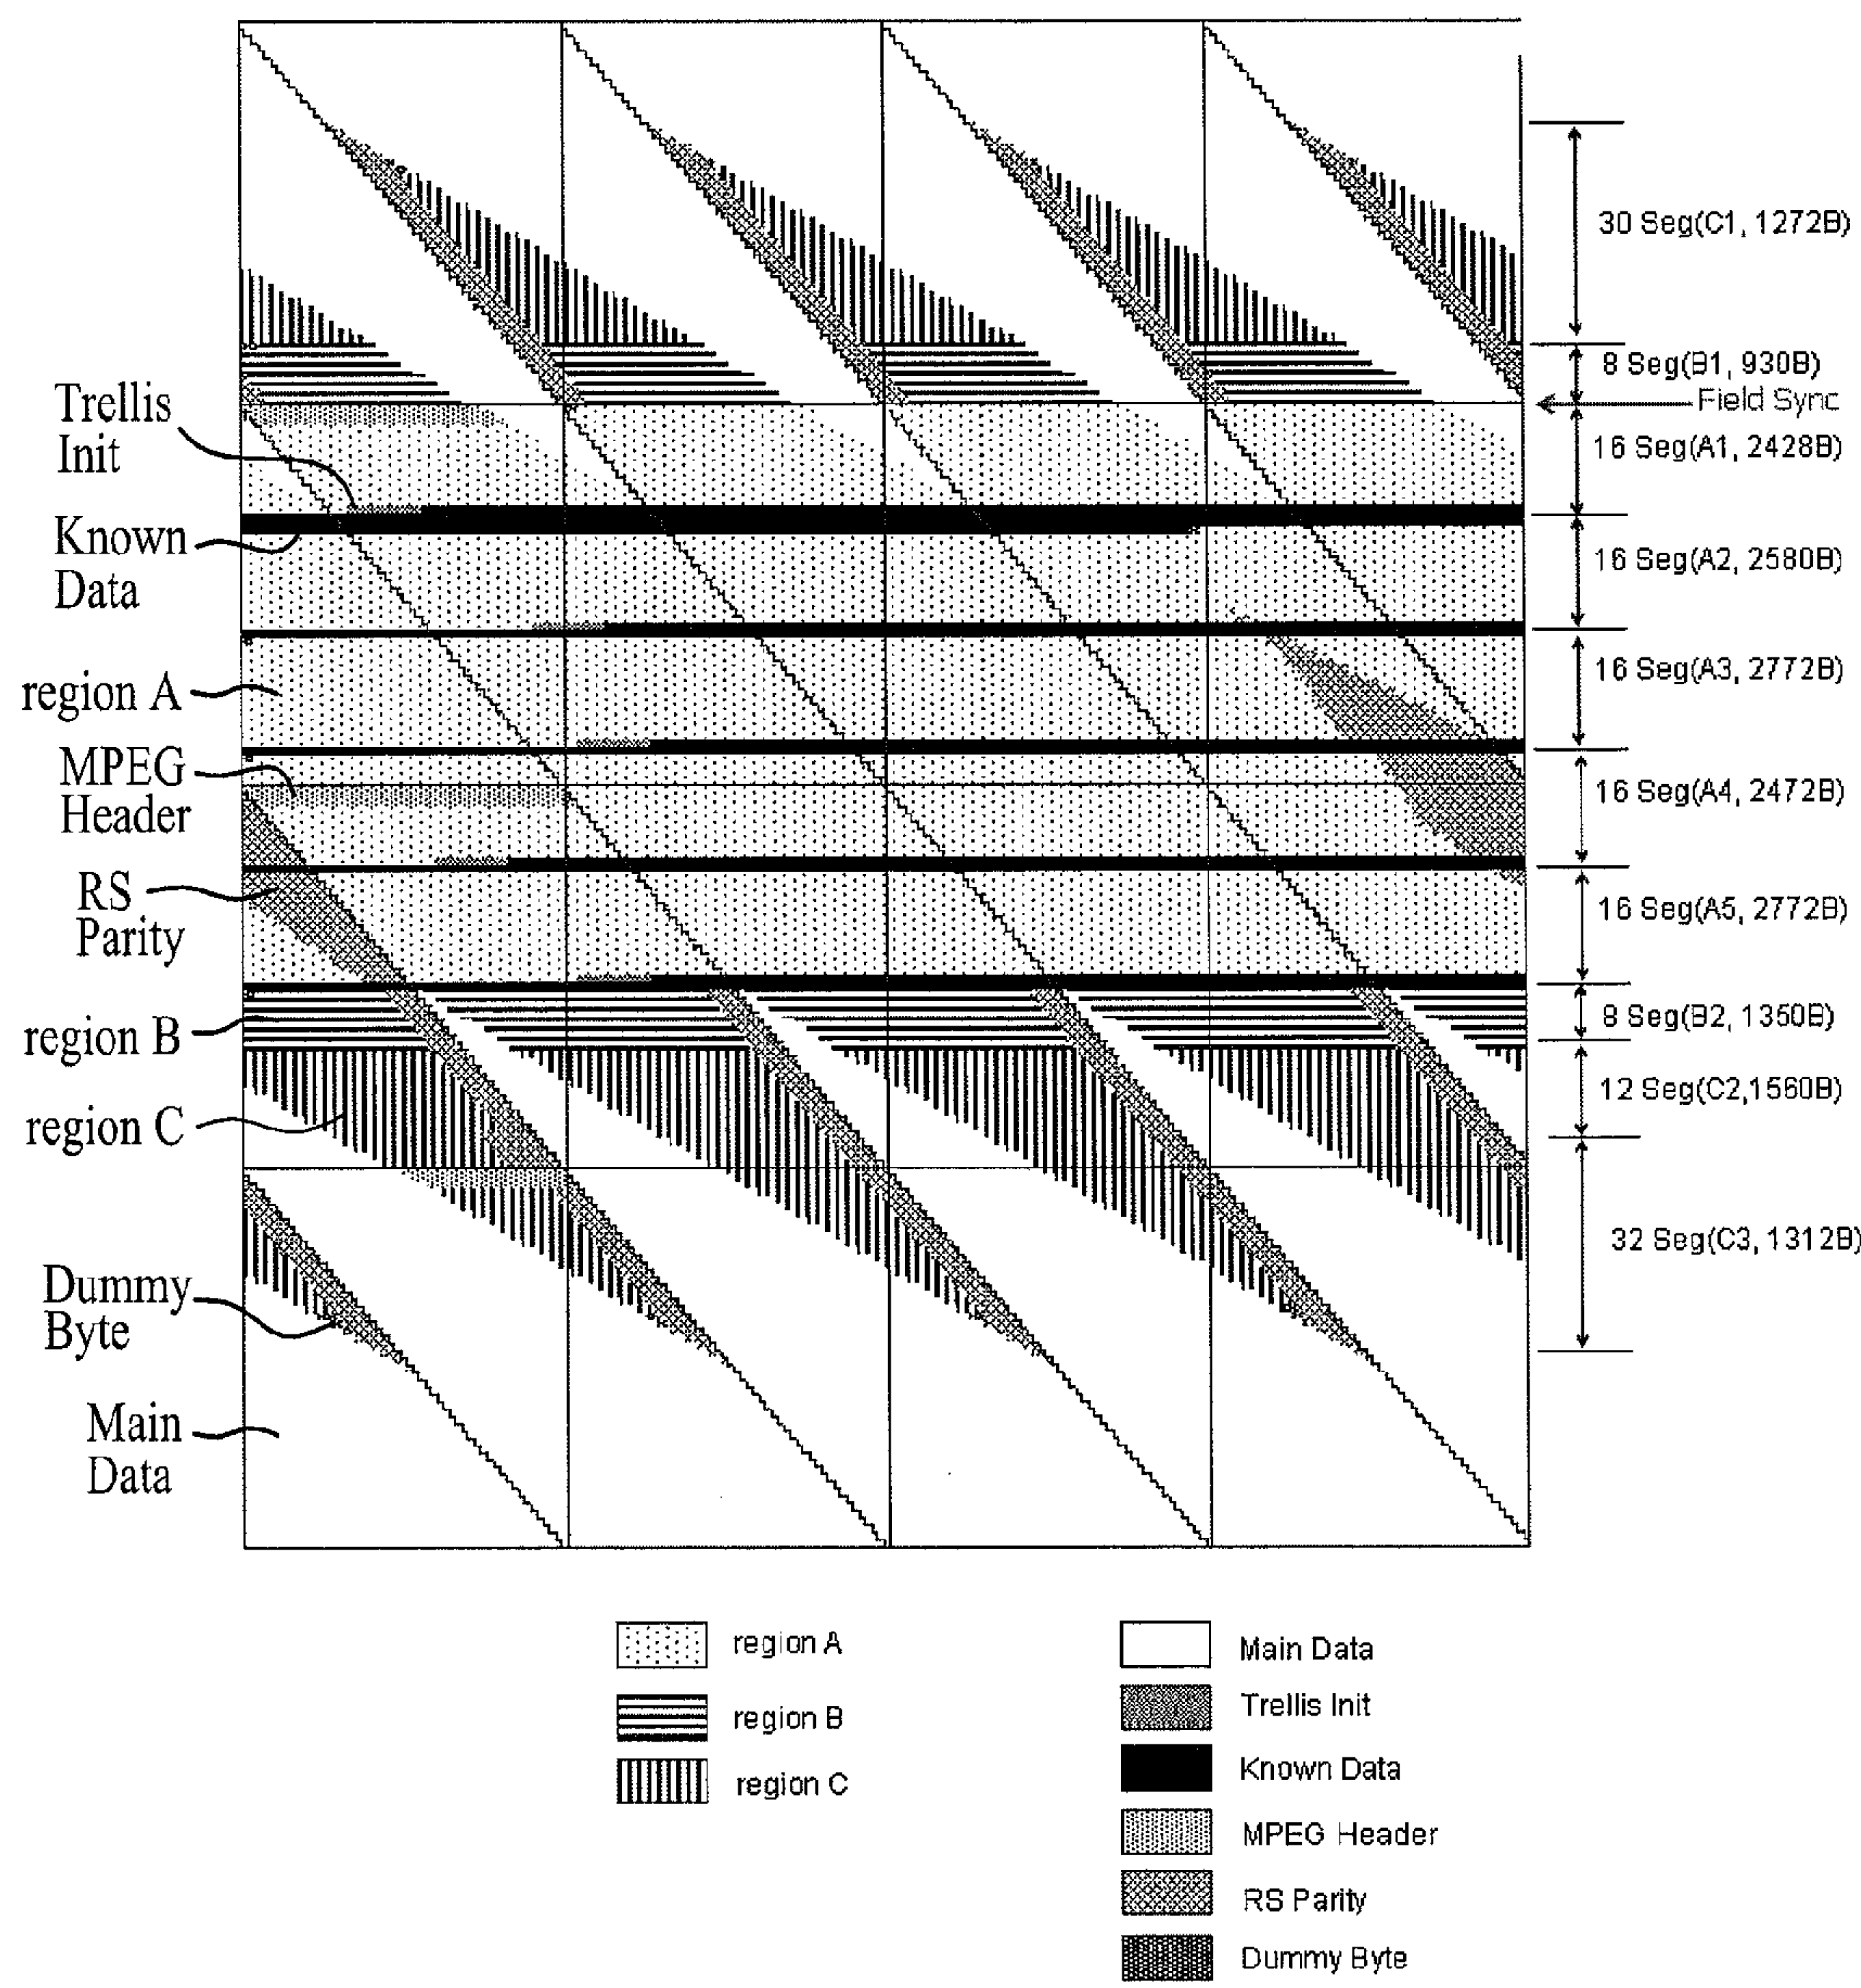 30 Seg(C1, 1272B)
8 Seg(B1, 930B)
Field Sync
Trellis
Init
16 Seg(A1, 2428B)
Known
Data
16 Seg(A2, 2580B)
region A
16 Seg(A3, 2772B)
MPEG
Header
16 Seg(A4, 2472B)
RS
Parity
16 Seg(A5, 2772B)
region B
8 Seg(B2, 1350B)
region C
12 Seg(C2,1560B)
32 Seg(C3, 1312B)
Dummy
Byte
Main
Data
region A
region B
region C
Main Data
Trellis Init
Known Data
MPEG Header
RS Parity
Dummy Byte